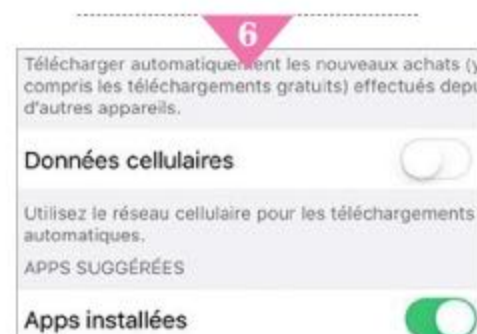 6
Télécharger automatiquement les nouveaux achats (y
compris les téléchargements gratuits) effectués depu
d'autres appareils.
Données cellulaires
Utilisez le réseau cellulaire pour les téléchargements
automatiques.
APPS SUGGÉRÉES
Apps installées